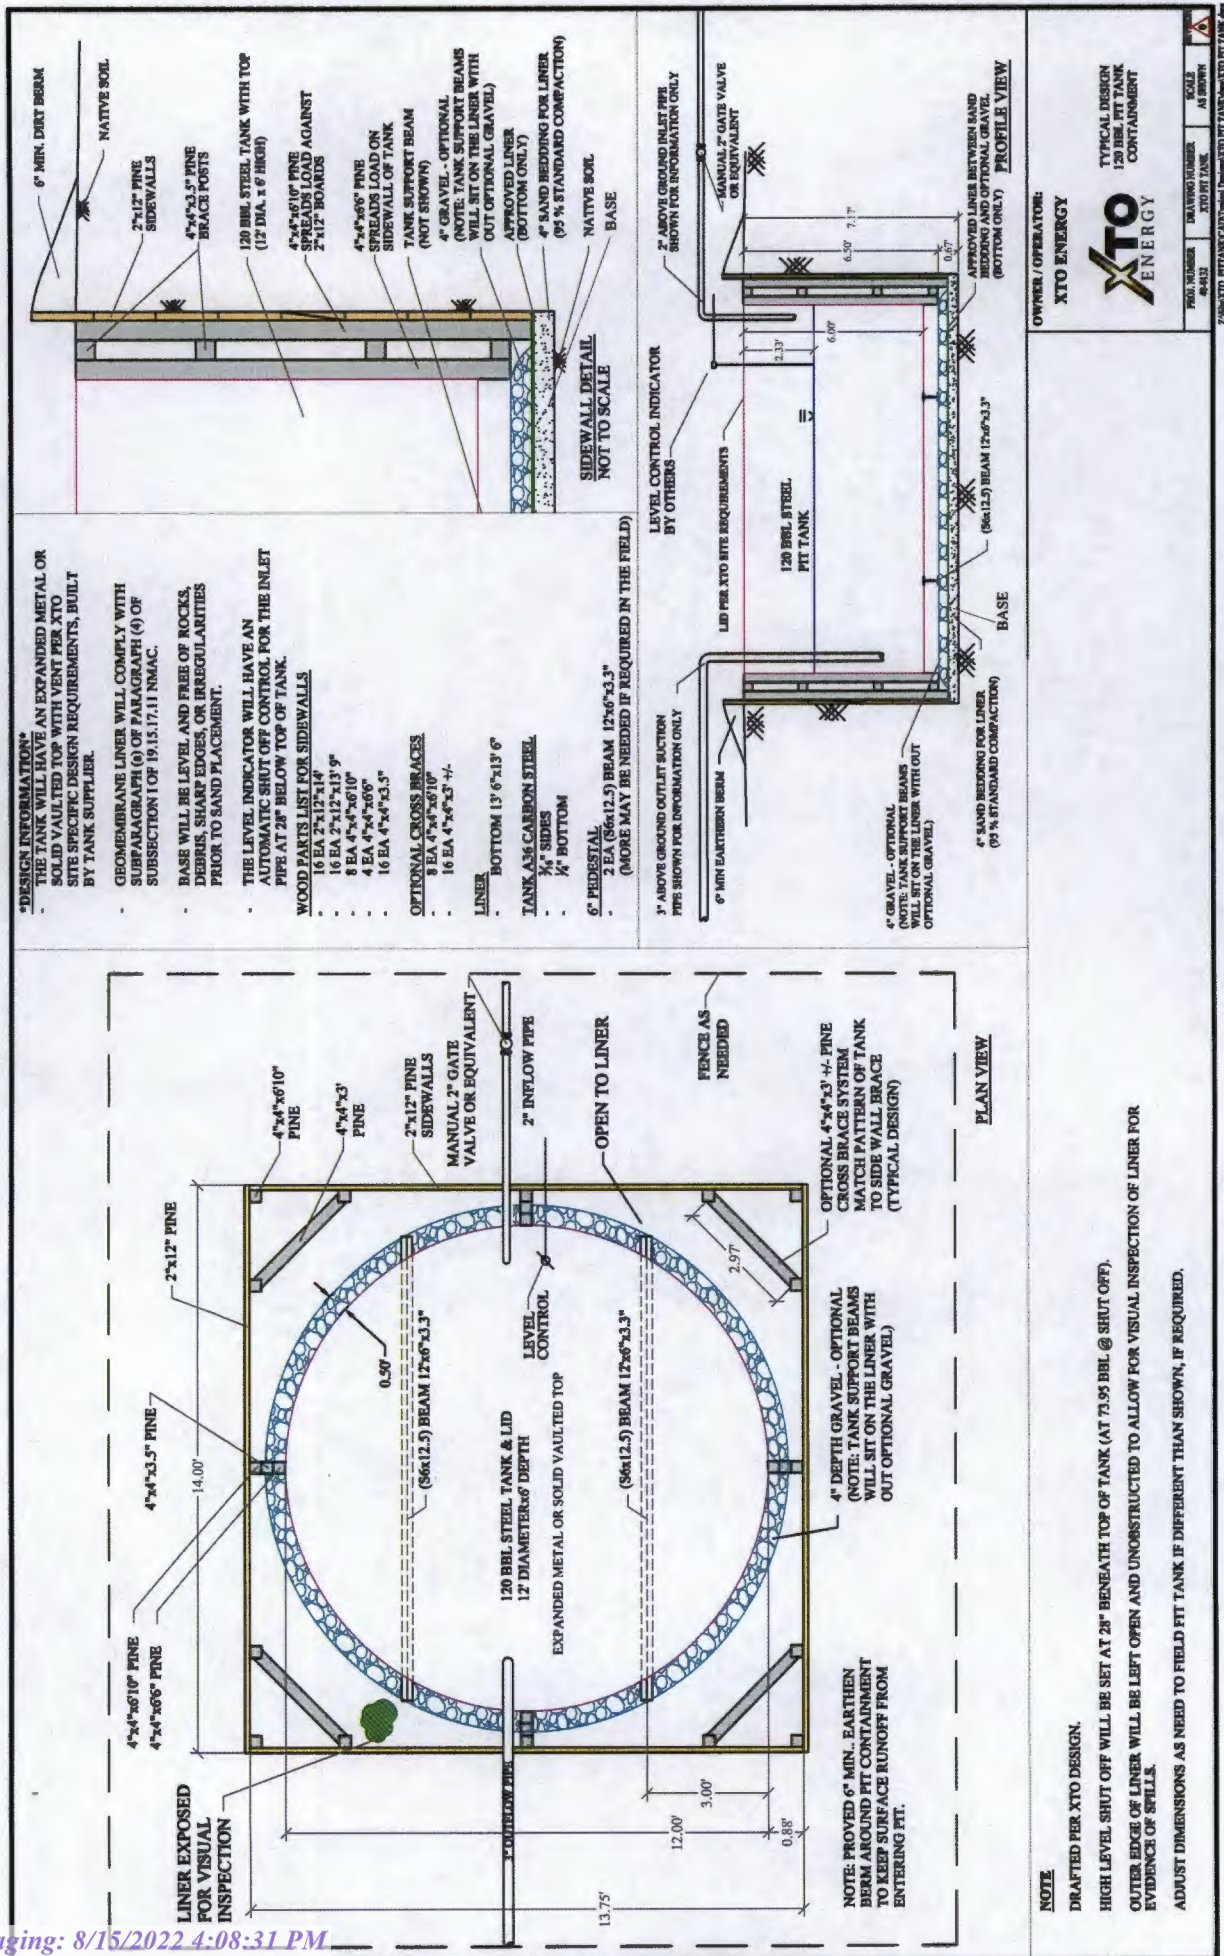 *DESIGN INFORMATION*
- THE TANK WILL HAVE AN EXPANDED METAL OR
SOLID VAULTED TOP WITH VENT PER XTO
SITE SPECIFIC DESIGN REQUIREMENTS, BUILT
BY TANK SUPPLIER.
- GEOMEMBRANE LINER WILL COMPLY WITH
SUBPARAGRAPH (a) OF PARAGRAPH (4) OF
SUBSECTION I OF 19.15.17.11 NMAC.
- BASE WILL BE LEVEL AND FREE OF ROCKS,
DEBRIS, SHARP EDGES, OR IRREGULARITIES
PRIOR TO SAND PLACEMENT.
- THE LEVEL INDICATOR WILL HAVE AN
AUTOMATIC SHUT OFF CONTROL FOR THE INLET
PIPE AT 28" BELOW TOP OF TANK.
WOOD PARTS LIST FOR SIDEWALLS
- 16 EA 2"x12"x14'
- 16 EA 2"x12"x13' 9"
- 8 EA 4"x4"x6'10"
- 4 EA 4"x4"x6'6"
- 16 EA 4"x4"x3.5"
OPTIONAL CROSS BRACES
- 8 EA 4"x4"x6'10"
- 16 EA 4"x4"x3' +/-
LINER
- BOTTOM 13' 6"x13' 6"
TANK A36 CARBON STEEL
- SIDES
- BOTTOM
6" PEDESTAL
- 2 EA (S6x12.5) BEAM 12'x6"x3.3"
(MORE MAY BE NEEDED IF REQUIRED IN THE FIELD)
6" MIN. DIRT BERM
NATIVE SOIL
2"x12" PINE
SIDEWALLS
4"x4"x3.5" PINE
BRACE POSTS
120 BBL STEEL TANK WITH TOP
(12' DIA. x 6' HIGH)
4"x4"x6'10" PINE
SPREADS LOAD AGAINST
2"x12" BOARDS
4"x4"x6'6" PINE
SPREADS LOAD ON
SIDEWALL OF TANK
TANK SUPPORT BEAM
(NOT SHOWN)
4" GRAVEL - OPTIONAL
(NOTE: TANK SUPPORT BEAMS
WILL SIT ON THE LINER WITH
OUT OPTIONAL GRAVEL)
APPROVED LINER
(BOTTOM ONLY)
4" SAND BEDDING FOR LINER
(95 % STANDARD COMPACTION)
NATIVE SOIL
BASE
SIDEWALL DETAIL
NOT TO SCALE
3" ABOVE GROUND OUTLET SUCTION
PIPE SHOWN FOR INFORMATION ONLY
6" MIN EARTHERN BERM
LEVEL CONTROL INDICATOR
BY OTHERS
LID PER XTO SITE REQUIREMENTS
120 BBL STEEL
PIT TANK
2" ABOVE GROUND INLET PIPE
SHOWN FOR INFORMATION ONLY
MANUAL 2" GATE VALVE
OR EQUIVALENT
2.33'
6.00'
6.50'
7.17'
0.67'
4" GRAVEL - OPTIONAL
(NOTE: TANK SUPPORT BEAMS
WILL SIT ON THE LINER WITH OUT
OPTIONAL GRAVEL)
4" SAND BEDDING FOR LINER
(95 % STANDARD COMPACTION)
BASE
(S6x12.5) BEAM 12'x6"x3.3"
APPROVED LINER BETWEEN SAND
BEDDING AND OPTIONAL GRAVEL
(BOTTOM ONLY)
PROFILE VIEW
LINER EXPOSED
FOR VISUAL
INSPECTION
4"x4"x6'10" PINE
4"x4"x6'6" PINE
4"x4"x3.5" PINE
2"x12" PINE
14.00'
4"x4"x6'10"
PINE
4"x4"x3'
PINE
2"x12" PINE
SIDEWALLS
MANUAL 2" GATE
VALVE OR EQUIVALENT
2" INFLOW PIPE
OPEN TO LINER
FENCE AS
NEEDED
0.50'
(S6x12.5) BEAM 12'x6"x3.3"
LEVEL
CONTROL
120 BBL STEEL TANK & LID
12' DIAMETERx6' DEPTH
EXPANDED METAL OR SOLID VAULTED TOP
(S6x12.5) BEAM 12'x6"x3.3"
3" OUTFLOW PIPE
2.97'
3.00'
12.00'
0.88'
13.75'
4" DEPTH GRAVEL - OPTIONAL
(NOTE: TANK SUPPORT BEAMS
WILL SIT ON THE LINER WITH
OUT OPTIONAL GRAVEL)
OPTIONAL 4"x4"x3' +/- PINE
CROSS BRACE SYSTEM
MATCH PATTERN OF TANK
TO SIDE WALL BRACE
(TYPICAL DESIGN)
NOTE: PROVED 6" MIN.. EARTHEN
BERM AROUND PIT CONTAINMENT
TO KEEP SURFACE RUNOFF FROM
ENTERING PIT.
PLAN VIEW
NOTE
DRAFTED PER XTO DESIGN.
HIGH LEVEL SHUT OFF WILL BE SET AT 28" BENEATH TOP OF TANK (AT 73.95 BBL @ SHUT OFF).
OUTER EDGE OF LINER WILL BE LEFT OPEN AND UNOBSTRUCTED TO ALLOW FOR VISUAL INSPECTION OF LINER FOR
EVIDENCE OF SPILLS.
ADJUST DIMENSIONS AS NEED TO FIELD FIT TANK IF DIFFERENT THAN SHOWN, IF REQUIRED.
OWNER / OPERATOR:
XTO ENERGY
XTO
ENERGY
TYPICAL DESIGN
120 BBL PIT TANK
CONTAINMENT
PROJ. NUMBER
DRAWING NUMBER
XTO PIT TANK
SCALE
AS SHOWN
ging: 8/15/2022 4:08:31 PM